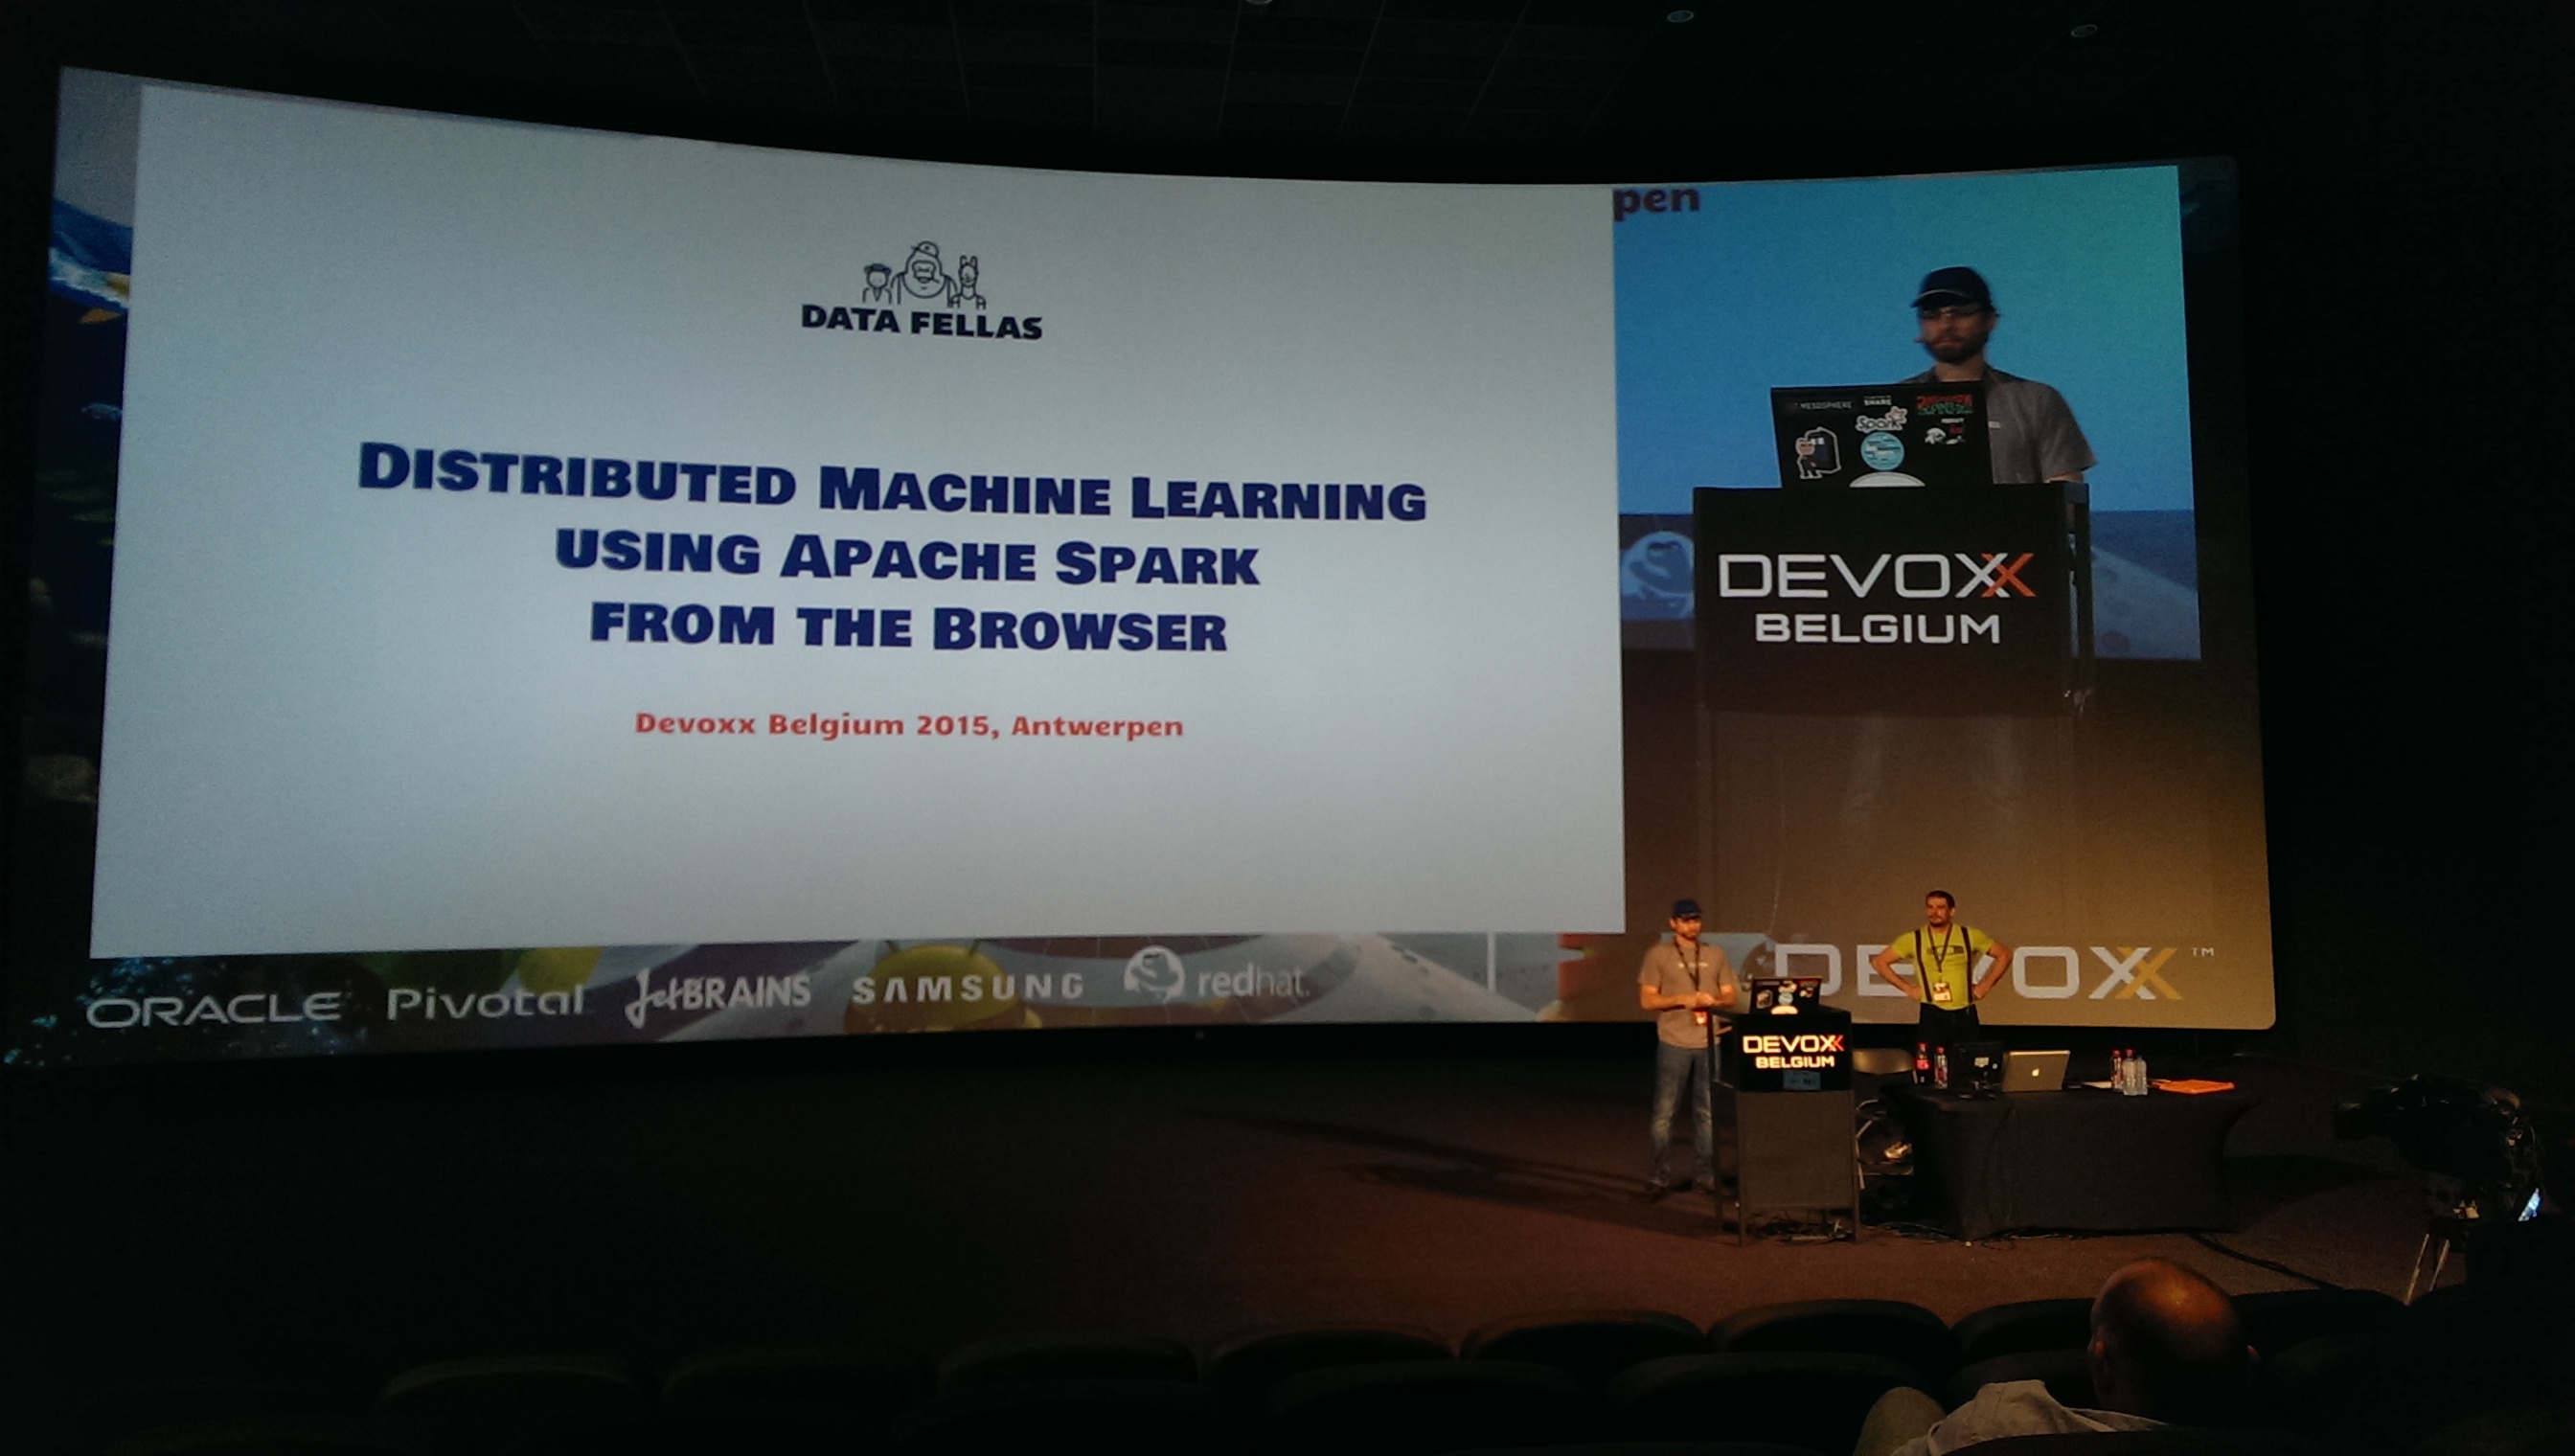 DATA FELLAS
DISTRIBUTED MACHINE LEARNING
USING APACHE SPARK
FROM THE BROWSER
Devoxx Belgium 2015, Antwerpen
pen
MESOSPHERE
SHARE
Spark
DEVOXX
BELGIUM
ORACLE
Pivotal
JetBRAINS
SAMSUNG
redhat.
DEVOXX™
DEVOXX
BELGIUM